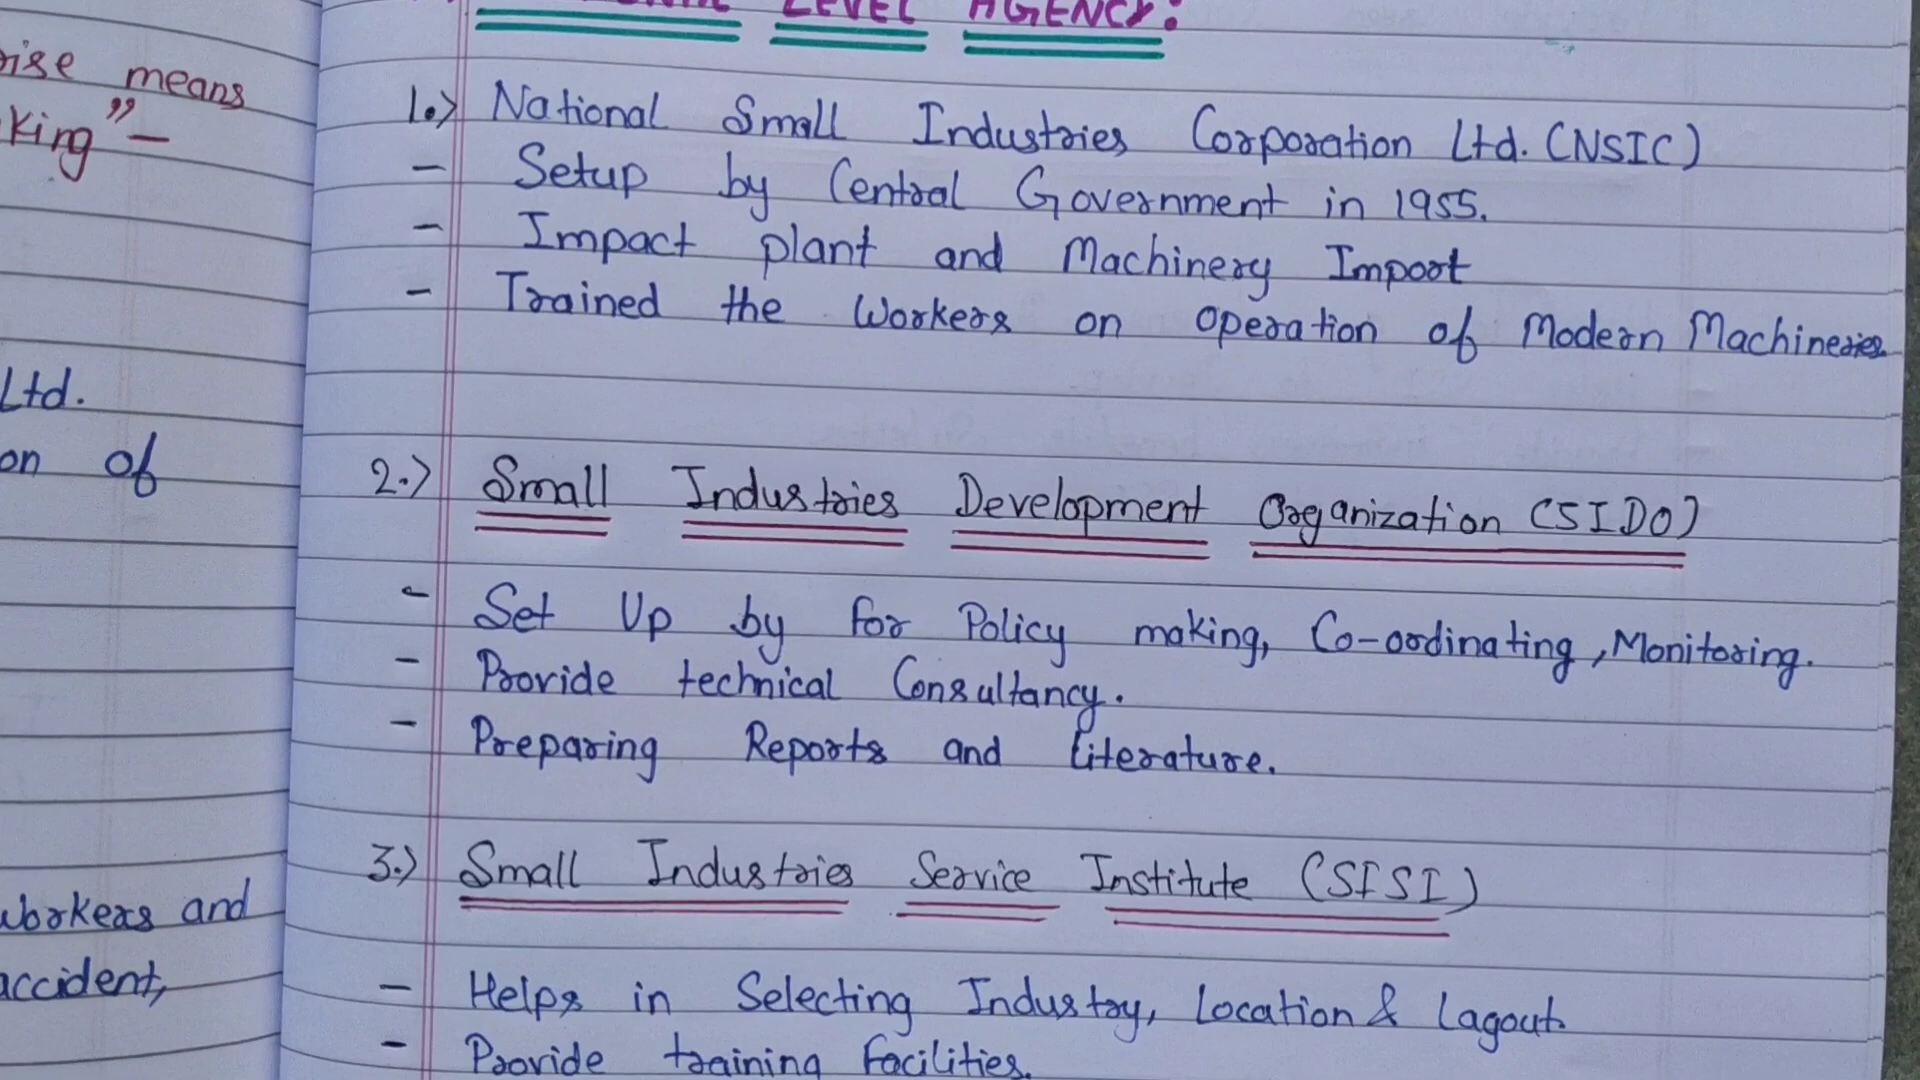 rise means
king" –
Ltd.
on of
workers and
accident,
LEVEL AGENCY:
1.) National Small Industries Corporation Ltd. (NSIC)
– Setup by Central Government in 1955.
– Impact plant and Machinery Import
– Trained the Workers on Operation of Modern Machineries
2.) Small Industries Development Organization (SIDO)
– Set Up by for Policy making, Co-ordinating, Monitoring.
– Provide technical Consultancy.
– Preparing Reports and Literature.
3.) Small Industries Service Institute (SISI)
– Helps in Selecting Industry, Location & Lagout
– Provide training facilities.